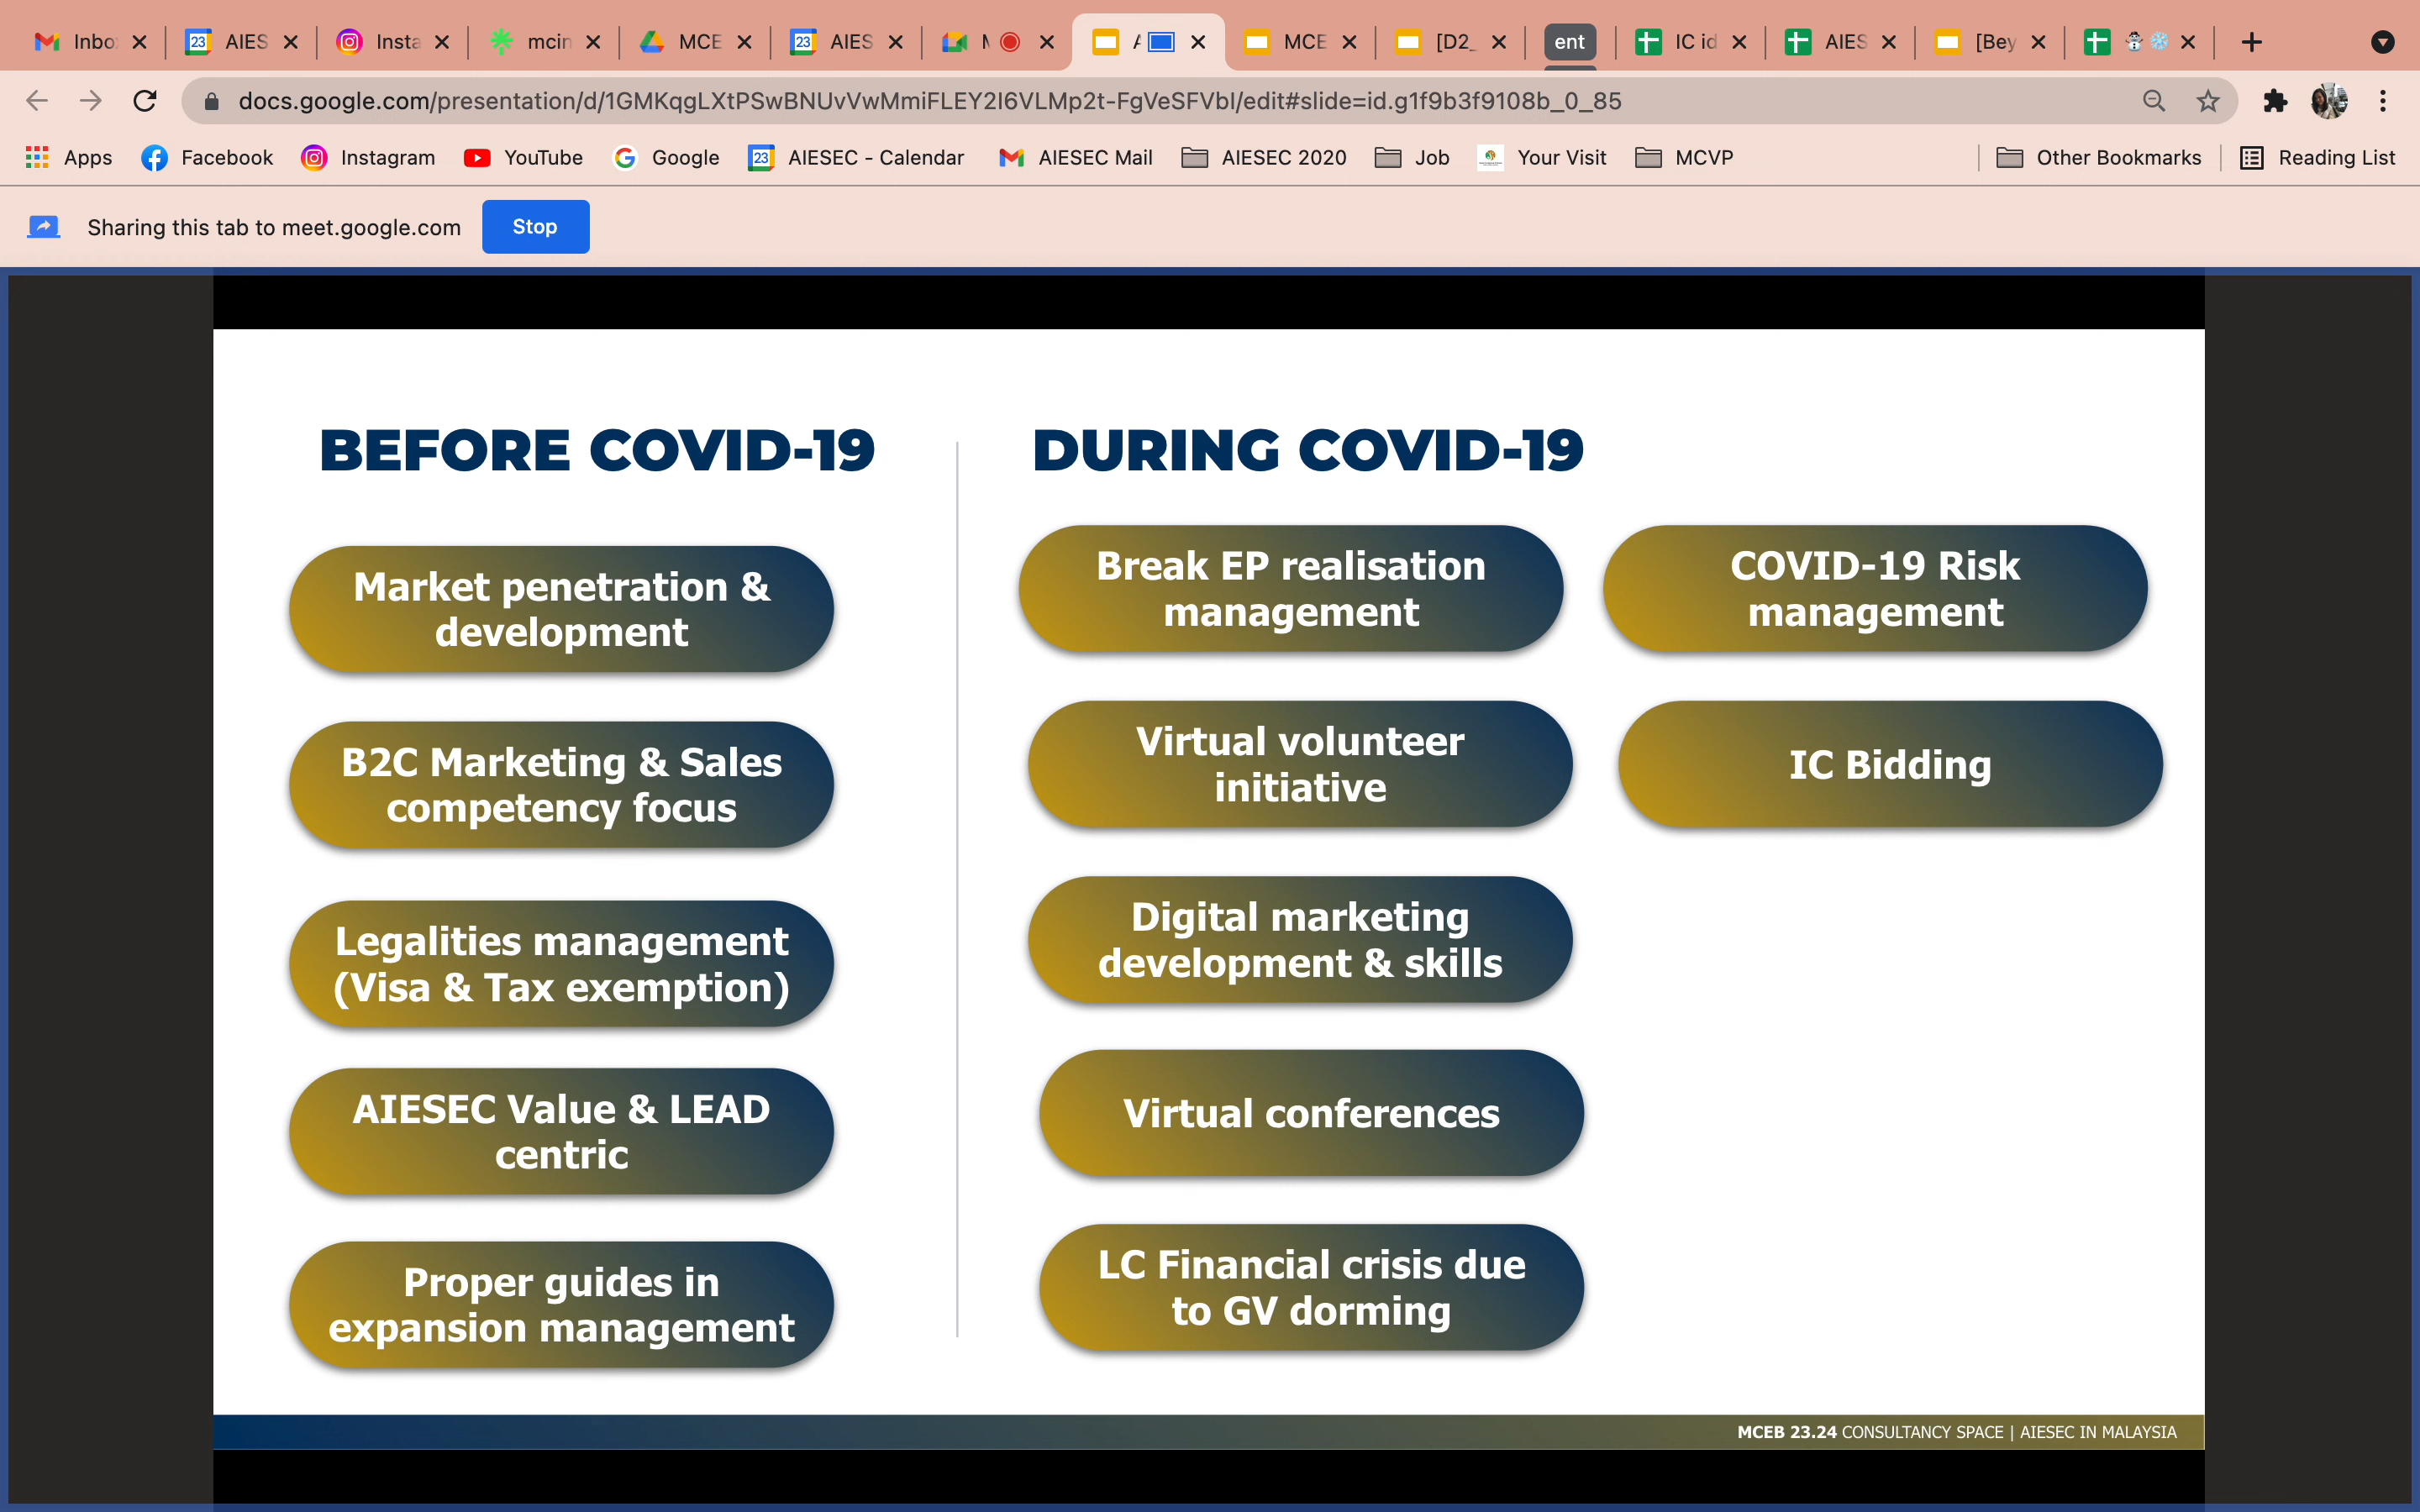 Inbo
AIES
Insta
mcin
MCE
AIES
MCE
[D2_
ent
IC id
AIES
[Bey
docs.google.com/presentation/d/1GMKqgLXtPSwBNUvVwMmiFLEY2I6VLMp2t-FgVeSFVbI/edit#slide=id.g1f9b3f9108b_0_85
Apps
Facebook
Instagram
YouTube
Google
AIESEC - Calendar
AIESEC Mail
AIESEC 2020
Job
Your Visit
MCVP
Other Bookmarks
Reading List
Sharing this tab to meet.google.com
Stop
BEFORE COVID-19
Market penetration &
development
B2C Marketing & Sales
competency focus
Legalities management
(Visa & Tax exemption)
AIESEC Value & LEAD
centric
Proper guides in
expansion management
DURING COVID-19
Break EP realisation
management
Virtual volunteer
initiative
Digital marketing
development & skills
Virtual conferences
LC Financial crisis due
to GV dorming
COVID-19 Risk
management
IC Bidding
MCEB 23.24 CONSULTANCY SPACE | AIESEC IN MALAYSIA